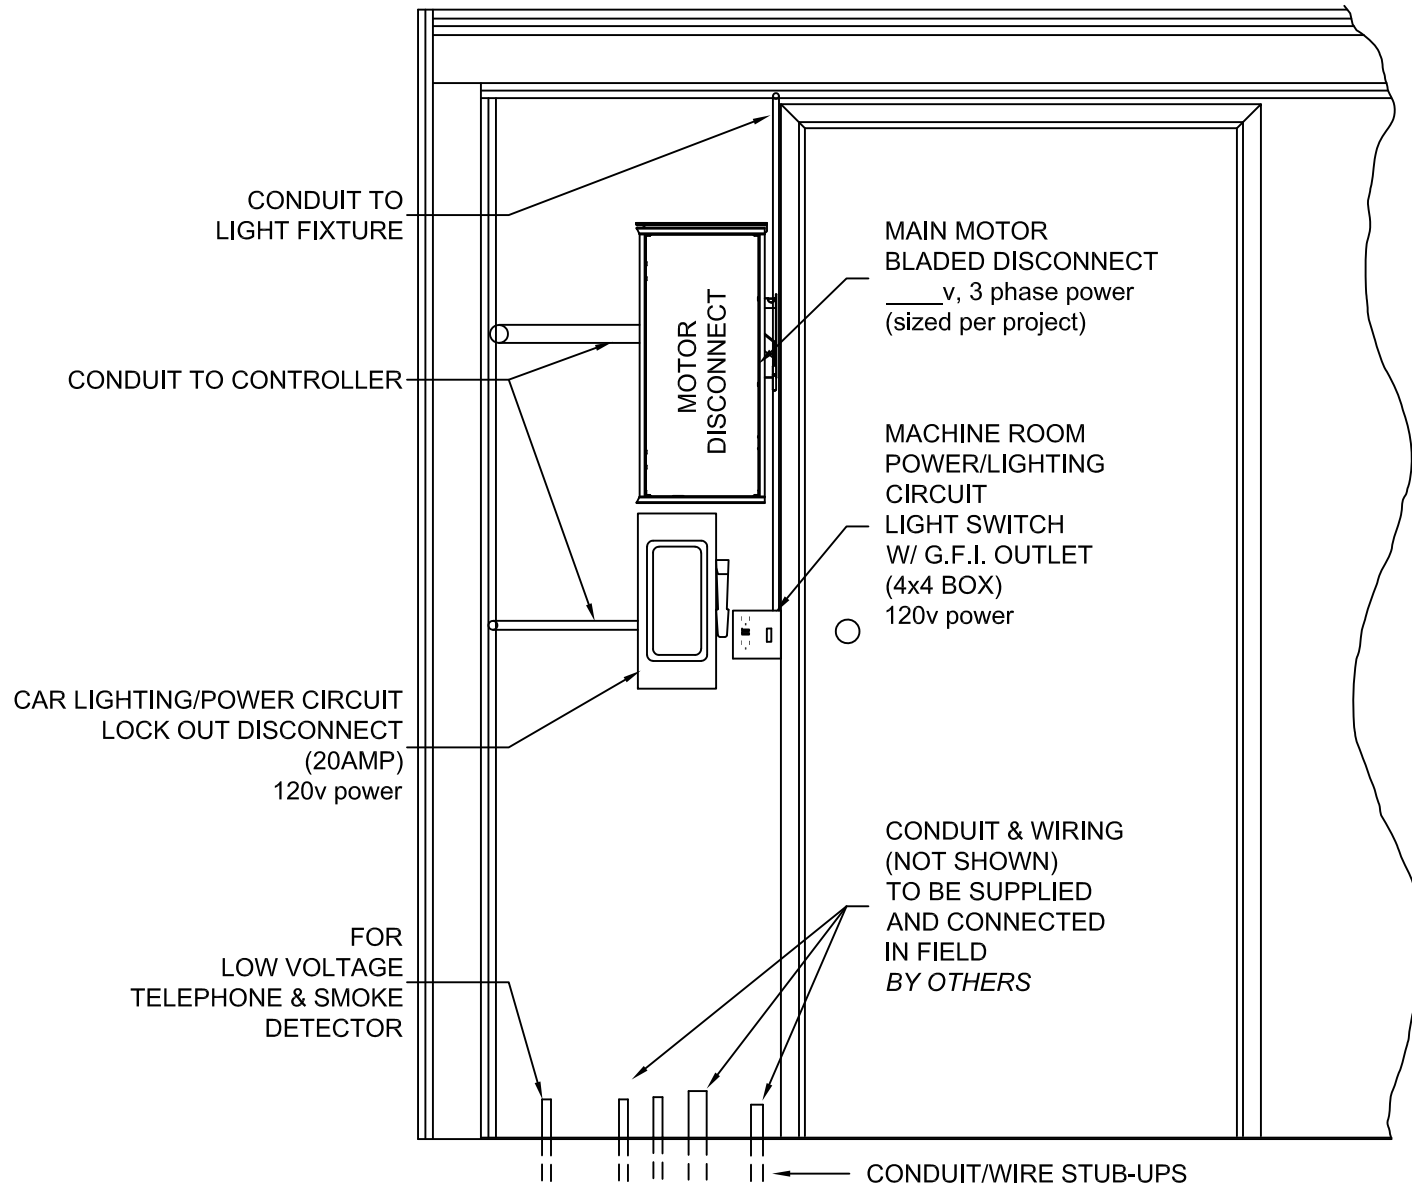 CONDUIT TO
LIGHT FIXTURE
MAIN MOTOR
BLADED DISCONNECT
____v, 3 phase power
(sized per project)
MOTOR
DISCONNECT
CONDUIT TO CONTROLLER
MACHINE ROOM
POWER/LIGHTING
CIRCUIT
LIGHT SWITCH
W/ G.F.I. OUTLET
(4x4 BOX)
120v power
CAR LIGHTING/POWER CIRCUIT
LOCK OUT DISCONNECT
(20AMP)
120v power
CONDUIT & WIRING
(NOT SHOWN)
TO BE SUPPLIED
AND CONNECTED
IN FIELD
BY OTHERS
FOR
LOW VOLTAGE
TELEPHONE & SMOKE
DETECTOR
CONDUIT/WIRE STUB-UPS